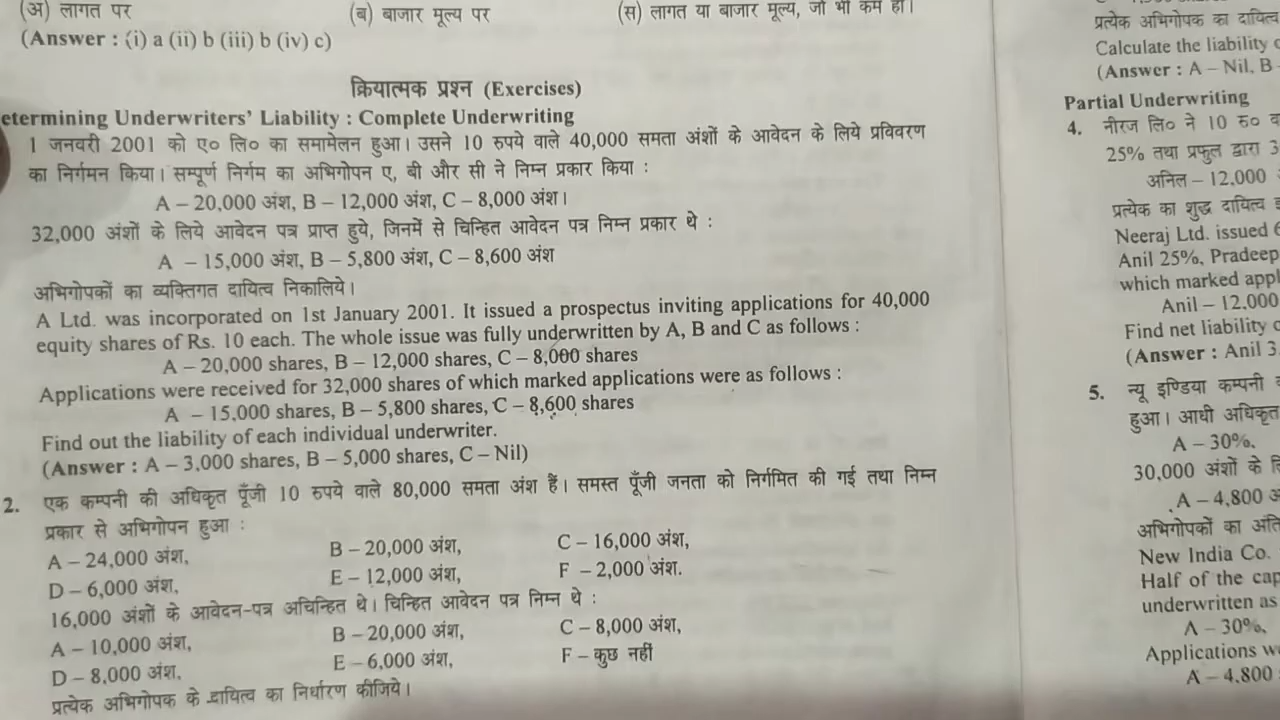 (अ) लागत पर (ब) बाजार मूल्य पर (स) लागत या बाजार मूल्य, जो भी कम हो।
(Answer : (i) a (ii) b (iii) b (iv) c)
क्रियात्मक प्रश्न (Exercises)
etermining Underwriters' Liability : Complete Underwriting
1 जनवरी 2001 को ए० लि० का समामेलन हुआ। उसने 10 रुपये वाले 40,000 समता अंशों के आवेदन के लिये प्रविवरण
का निर्गमन किया। सम्पूर्ण निर्गम का अभिगोपन ए, बी और सी ने निम्न प्रकार किया :
A – 20,000 अंश, B – 12,000 अंश, C – 8,000 अंश।
32,000 अंशों के लिये आवेदन पत्र प्राप्त हुये, जिनमें से चिन्हित आवेदन पत्र निम्न प्रकार थे :
A – 15,000 अंश, B – 5,800 अंश, C – 8,600 अंश
अभिगोपकों का व्यक्तिगत दायित्व निकालिये।
A Ltd. was incorporated on 1st January 2001. It issued a prospectus inviting applications for 40,000
equity shares of Rs. 10 each. The whole issue was fully underwritten by A, B and C as follows :
A – 20,000 shares, B – 12,000 shares, C – 8,000 shares
Applications were received for 32,000 shares of which marked applications were as follows :
A – 15,000 shares, B – 5,800 shares, C – 8,600 shares
Find out the liability of each individual underwriter.
(Answer : A – 3,000 shares, B – 5,000 shares, C – Nil)
2. एक कम्पनी की अधिकृत पूँजी 10 रुपये वाले 80,000 समता अंश हैं। समस्त पूँजी जनता को निर्गमित की गई तथा निम्न
प्रकार से अभिगोपन हुआ :
A – 24,000 अंश, B – 20,000 अंश, C – 16,000 अंश,
D – 6,000 अंश, E – 12,000 अंश, F – 2,000 अंश.
16,000 अंशों के आवेदन-पत्र अचिन्हित थे। चिन्हित आवेदन पत्र निम्न थे :
A – 10,000 अंश, B – 20,000 अंश, C – 8,000 अंश,
D – 8,000 अंश, E – 6,000 अंश, F – कुछ नहीं
प्रत्येक अभिगोपक के दायित्व का निर्धारण कीजिये।
प्रत्येक अभिगोपक का दायित्व
Calculate the liability
(Answer : A – Nil, B
Partial Underwriting
4. नीरज लि० ने 10 रु०
25% तथा प्रफुल द्वारा
अनिल – 12,000
प्रत्येक का शुद्ध दायित्व
Neeraj Ltd. issued
Anil 25%, Pradeep
which marked appl
Anil – 12,000
Find net liability
(Answer : Anil 3
5. न्यू इण्डिया कम्पनी
हुआ। आधी अधिकृत
A – 30%,
30,000 अंशों के
A – 4,800
अभिगोपकों का
New India Co.
Half of the cap
underwritten as
A – 30%,
Applications w
A – 4,800